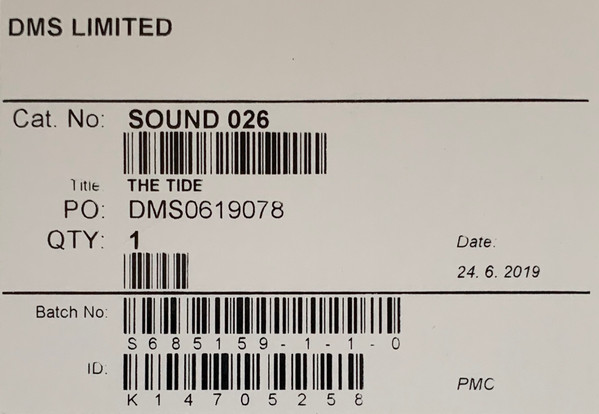 DMS LIMITED
Cat. No: SOUND 026
Title THE TIDE
PO: DMS0619078
QTY: 1
Date:
24. 6. 2019
Batch No:
S685159-1-1-0
ID:
K14705258
PMC